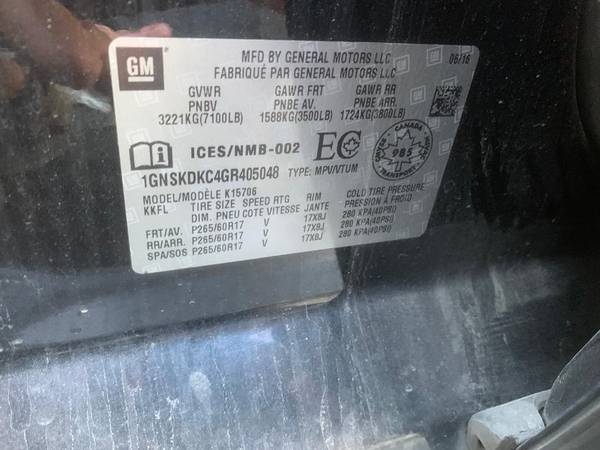 GM
MFD BY GENERAL MOTORS LLC
06/16
FABRIQUÉ PAR GENERAL MOTORS LLC
GVWR GAWR FRT GAWR RR
PNBV PNBE AV. PNBE ARR.
3221KG(7100LB) 1588KG(3500LB) 1724KG(3800LB)
ICES/NMB-002 EC CANADA 985
1GNSKDKC4GR405048 TYPE: MPV/VTUM
MODEL/MODÈLE K15706
KKFL TIRE SIZE SPEED RTG RIM COLD TIRE PRESSURE
DIM. PNEU COTE VITESSE JANTE PRESSION À FROID
FRT/AV. P265/60R17 V 17X8J 280 KPA(40PSI)
RR/ARR. P265/60R17 V 17X8J 280 KPA(40PSI)
SPA/SOS P265/60R17 V 17X8J 280 KPA(40PSI)